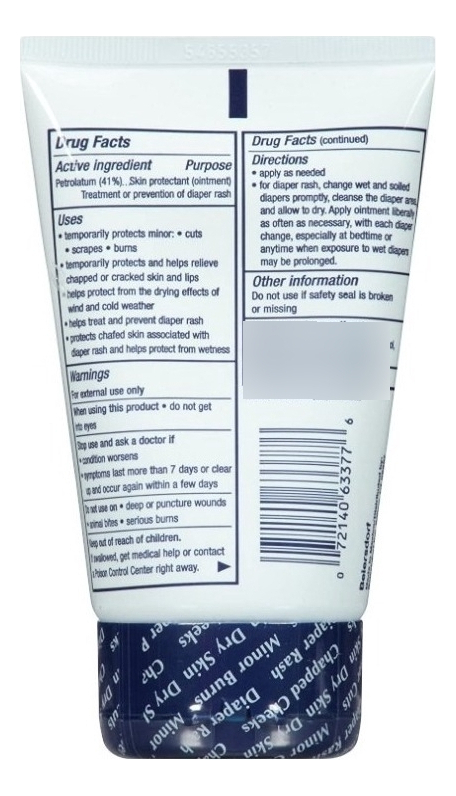 Drug Facts
Active ingredient Purpose
Petrolatum (41%)..Skin protectant (ointment)
Treatment or prevention of diaper rash
Uses
• temporarily protects minor: • cuts
• scrapes • burns
• temporarily protects and helps relieve
chapped or cracked skin and lips
• helps protect from the drying effects of
wind and cold weather
• helps treat and prevent diaper rash
• protects chafed skin associated with
diaper rash and helps protect from wetness
Warnings
For external use only
When using this product • do not get
into eyes
Stop use and ask a doctor if
• condition worsens
• symptoms last more than 7 days or clear
up and occur again within a few days
Do not use on • deep or puncture wounds
• animal bites • serious burns
Keep out of reach of children.
If swallowed, get medical help or contact
a Poison Control Center right away.
Drug Facts (continued)
Directions
• apply as needed
• for diaper rash, change wet and soiled
diapers promptly, cleanse the diaper area,
and allow to dry. Apply ointment liberally
as often as necessary, with each diaper
change, especially at bedtime or
anytime when exposure to wet diapers
may be prolonged.
Other information
Do not use if safety seal is broken
or missing
0 72140 63377 6
Beiersdorf
Minor Burns
Diaper Rash
Chapped Cheeks
Dry Skin
Minor Cuts